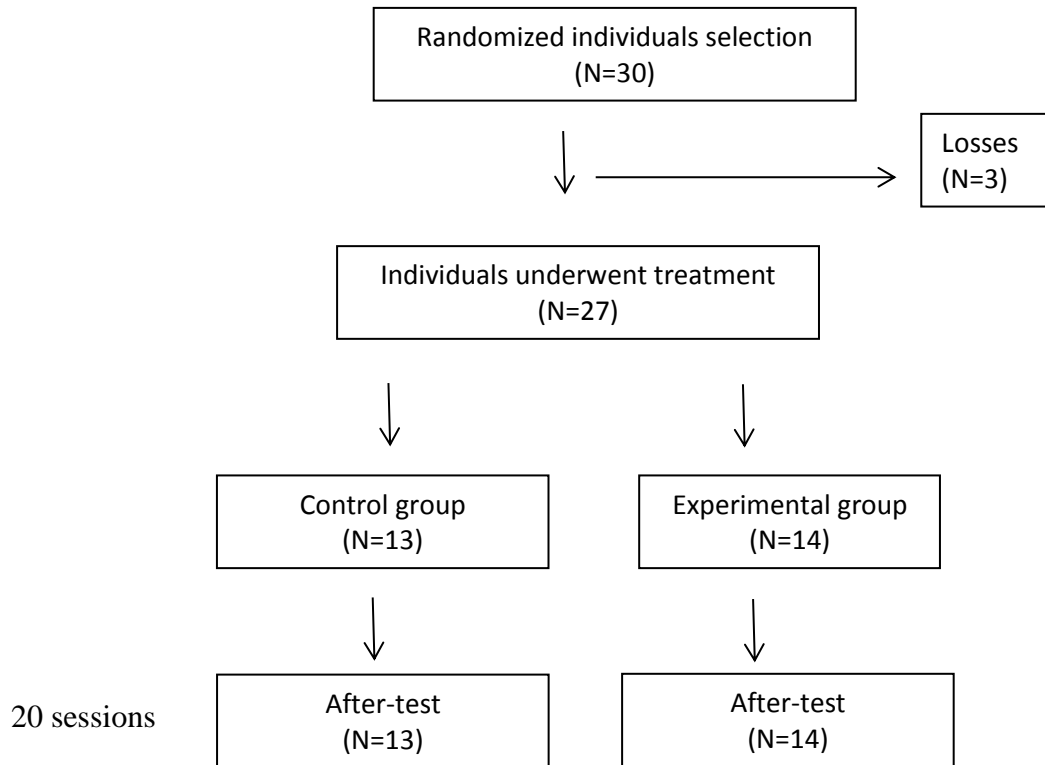 Randomized individuals selection
(N=30)
Losses
(N=3)
Individuals underwent treatment
(N=27)
Control group
(N=13)
Experimental group
(N=14)
20 sessions
After-test
(N=13)
After-test
(N=14)